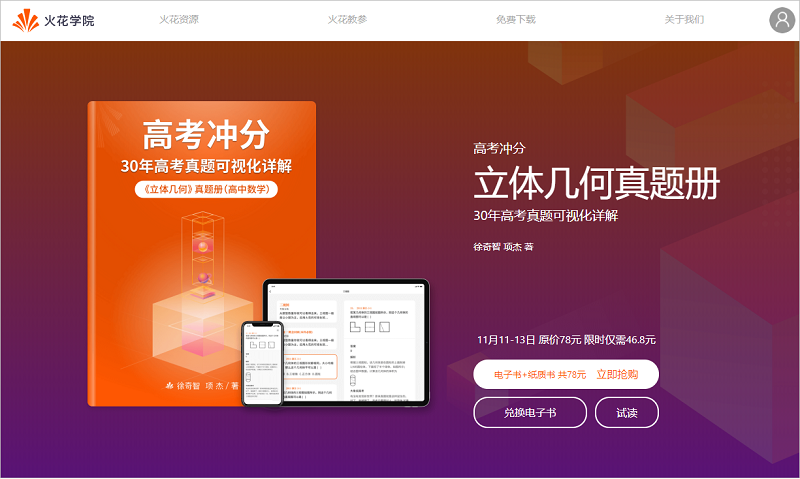 火花学院
火花资源
火花教参
免费下载
关于我们
高考冲分
30年高考真题可视化详解
《立体几何》真题册(高中数学)
徐奇智 项杰/著
高考冲分
立体几何真题册
30年高考真题可视化详解
徐奇智 项杰 著
11月11-13日 原价78元 限时仅需46.8元
电子书+纸质书 共78元 立即抢购
兑换电子书
试读